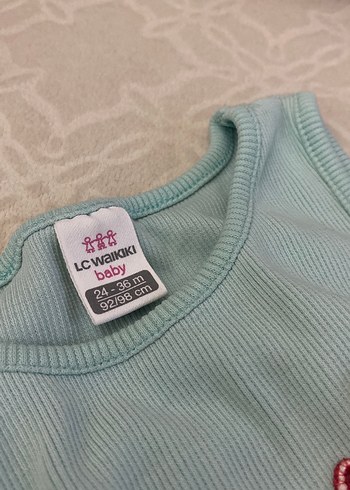 LC WAIKIKI
baby
24 - 36 m
92/98 cm